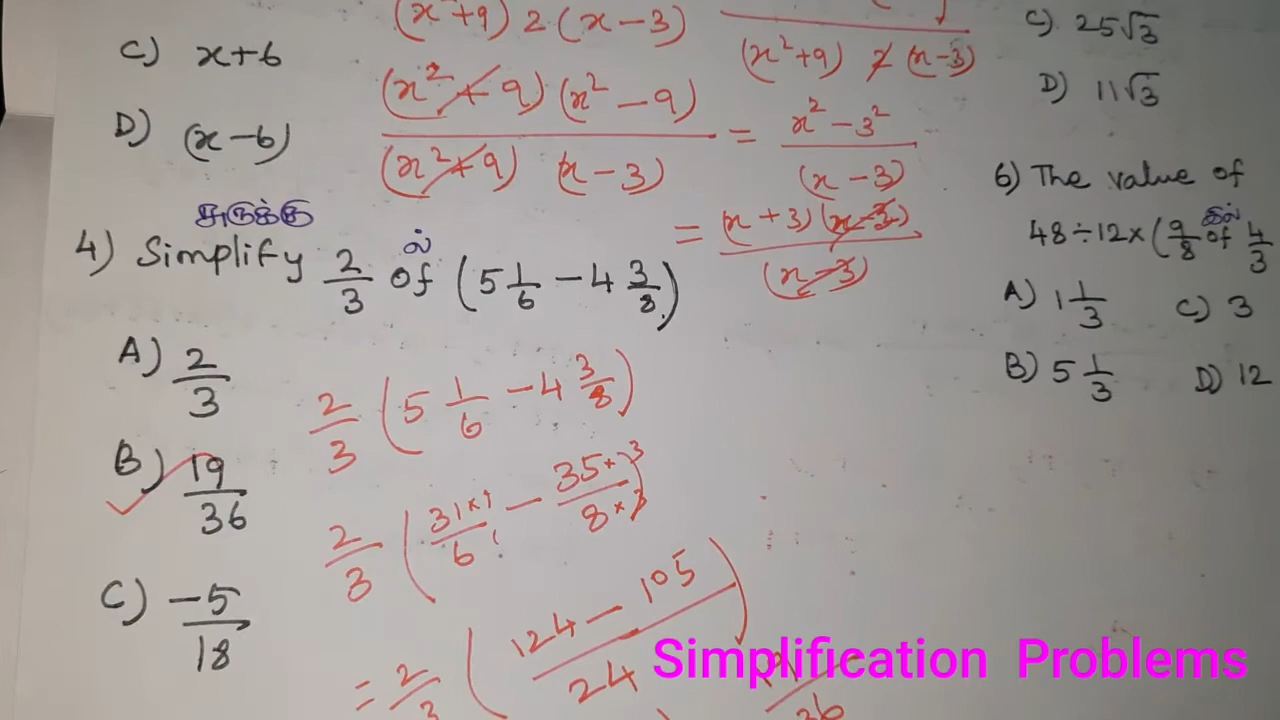 (x²+9) 2 (x-3)
(x²+9) 2 (x-3)
C) x+6
D) (x-6)
(x²+9) (x²-9)
(x²+9) (x-3)
= x²-3²
(x-3)
= (x+3)(x-3)
(x-3)
சுருக்கு
ல்
4) Simplify 2/3 of (5 1/6 - 4 3/8)
A) 2/3
B) 19/36
C) -5/18
2/3 (5 1/6 - 4 3/8)
2/3 (31×4/6 - 35×3/8×3)
= 2/3 (124-105/24)
C) 25√3
D) 11√3
6) The value of
இல்
48÷12×(9/8 of 4/3
A) 1 1/3 C) 3
B) 5 1/3 D) 12
Simplification Problems